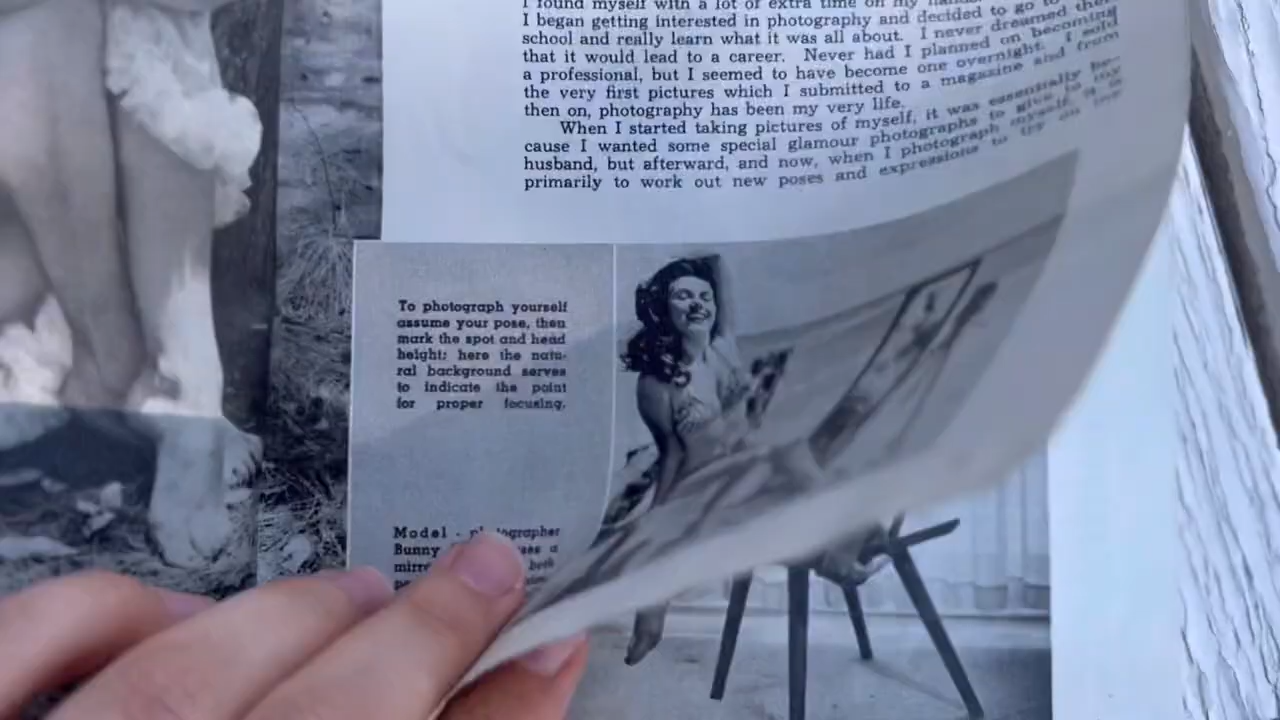 I found myself with a lot of extra time on my
I began getting interested in photography and decided to go to
school and really learn what it was all about. I never dreamed then
that it would lead to a career. Never had I planned on becoming
a professional, but I seemed to have become one overnight. I sold
the very first pictures which I submitted to a magazine and from
then on, photography has been my very life.
When I started taking pictures of myself, it was essentially be-
cause I wanted some special glamour photographs to give to my
husband, but afterward, and now, when I photograph myself, it is
primarily to work out new poses and expressions to try on
To photograph yourself
assume your pose, then
mark the spot and head
height; here the natu-
ral background serves
to indicate the point
for proper focusing.
Model - photographer
Bunny